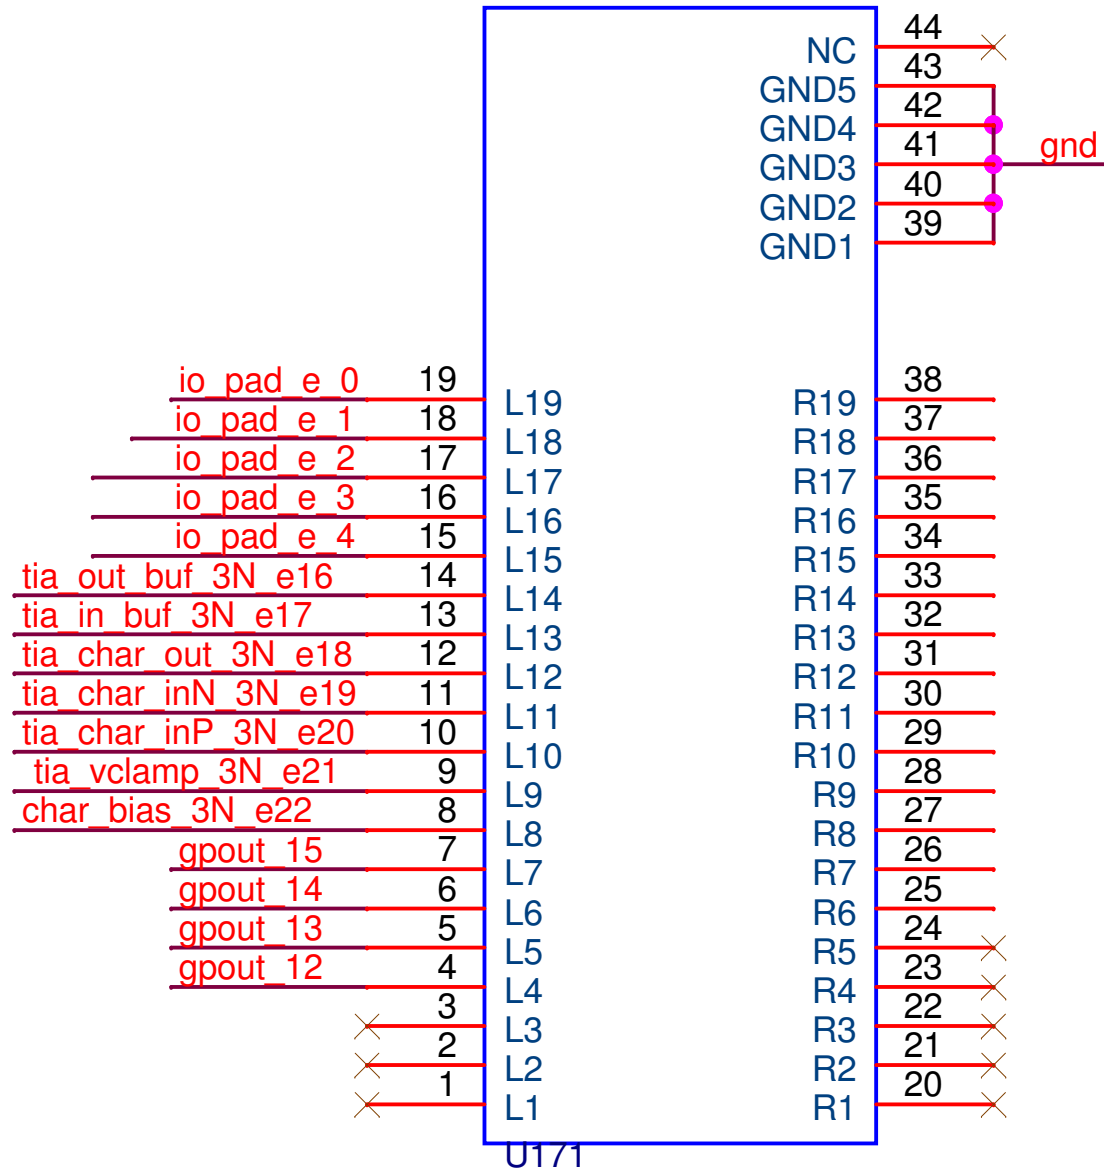 44
NC
43
GND5
42
GND4
41
GND3
gnd
40
GND2
39
GND1
io_pad_e_0 19 38
L19 R19
io_pad_e_1 18 37
L18 R18
io_pad_e_2 17 36
L17 R17
io_pad_e_3 16 35
L16 R16
io_pad_e_4 15 34
L15 R15
tia_out_buf_3N_e16 14 33
L14 R14
tia_in_buf_3N_e17 13 32
L13 R13
tia_char_out_3N_e18 12 31
L12 R12
tia_char_inN_3N_e19 11 30
L11 R11
tia_char_inP_3N_e20 10 29
L10 R10
tia_vclamp_3N_e21 9 28
L9 R9
char_bias_3N_e22 8 27
L8 R8
gpout_15 7 26
L7 R7
gpout_14 6 25
L6 R6
gpout_13 5 24
L5 R5
gpout_12 4 23
L4 R4
3 22
L3 R3
2 21
L2 R2
1 20
L1 R1
U171